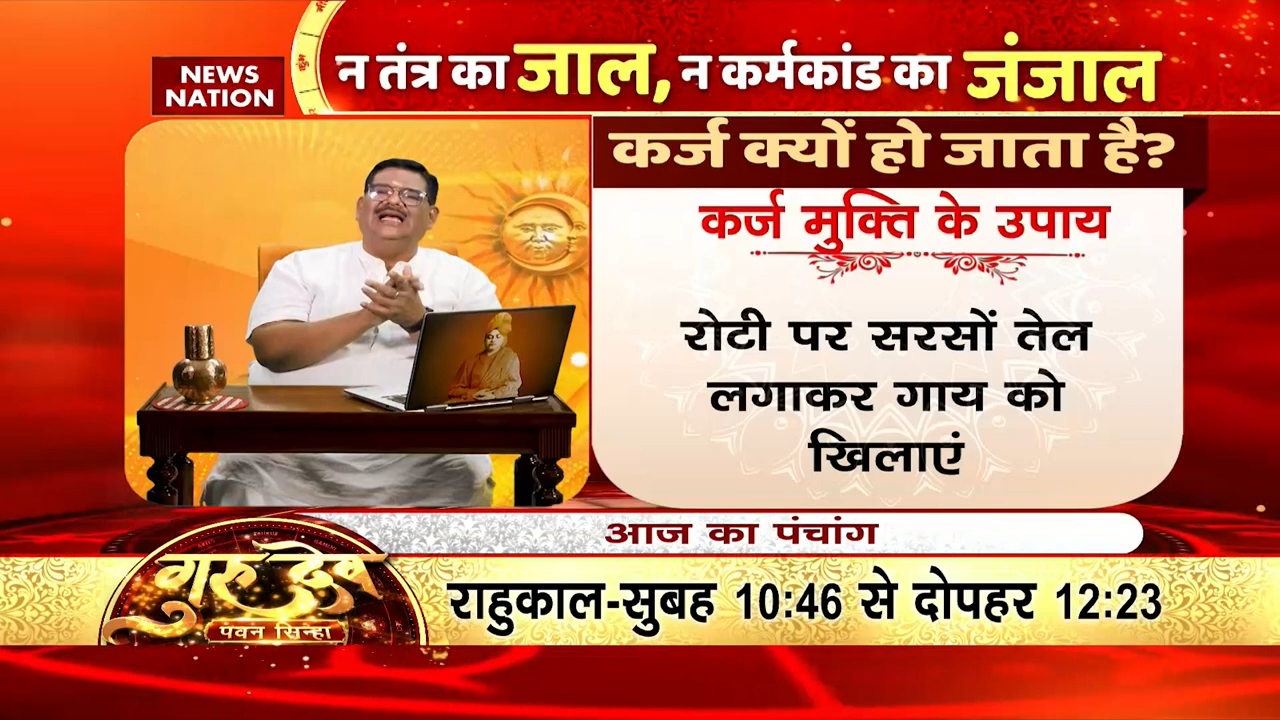 NEWS
NATION
न तंत्र का जाल, न कर्मकांड का जंजाल
कर्ज क्यों हो जाता है?
कर्ज मुक्ति के उपाय
रोटी पर सरसों तेल
लगाकर गाय को
खिलाएं
आज का पंचांग
गुरुदेव
पवन सिन्हा
राहुकाल-सुबह 10:46 से दोपहर 12:23